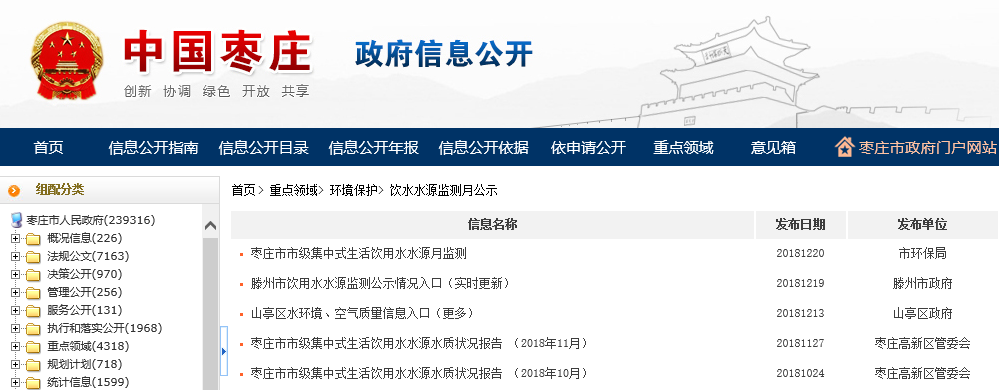 中国枣庄 政府信息公开
创新 协调 绿色 开放 共享
首页 信息公开指南 信息公开目录 信息公开年报 信息公开依据 依申请公开 重点领域 意见箱 枣庄市政府门户网站
组配分类
枣庄市人民政府(239316)
概况信息(226)
法规公文(7163)
决策公开(970)
管理公开(256)
服务公开(131)
执行和落实公开(1968)
重点领域(4318)
规划计划(718)
统计信息(1599)
首页> 重点领域> 环境保护> 饮水水源监测月公示
信息名称 发布日期 发布单位
枣庄市市级集中式生活饮用水水源月监测 20181220 市环保局
滕州市饮用水水源监测公示情况入口（实时更新） 20181219 滕州市政府
山亭区水环境、空气质量信息入口（更多） 20181213 山亭区政府
枣庄市市级集中式生活饮用水水源水质状况报告 （2018年11月） 20181127 枣庄高新区管委会
枣庄市市级集中式生活饮用水水源水质状况报告 （2018年10月） 20181024 枣庄高新区管委会